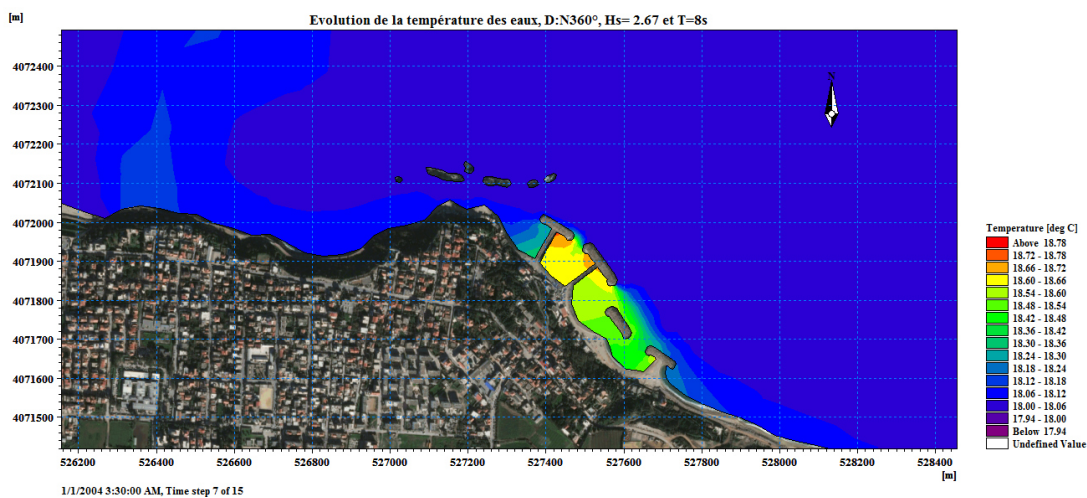 Evolution de la température des eaux, D:N360°, Hs= 2.67 et T=8s
[m]
N
4072400
4072300
4072200
4072100
4072000
4071900
4071800
4071700
4071600
4071500
526200 526400 526600 526800 527000 527200 527400 527600 527800 528000 528200 528400
[m]
Temperature [deg C]
Above 18.78
18.72 - 18.78
18.66 - 18.72
18.60 - 18.66
18.54 - 18.60
18.48 - 18.54
18.42 - 18.48
18.36 - 18.42
18.30 - 18.36
18.24 - 18.30
18.18 - 18.24
18.12 - 18.18
18.06 - 18.12
18.00 - 18.06
17.94 - 18.00
Below 17.94
Undefined Value
1/1/2004 3:30:00 AM, Time step 7 of 15